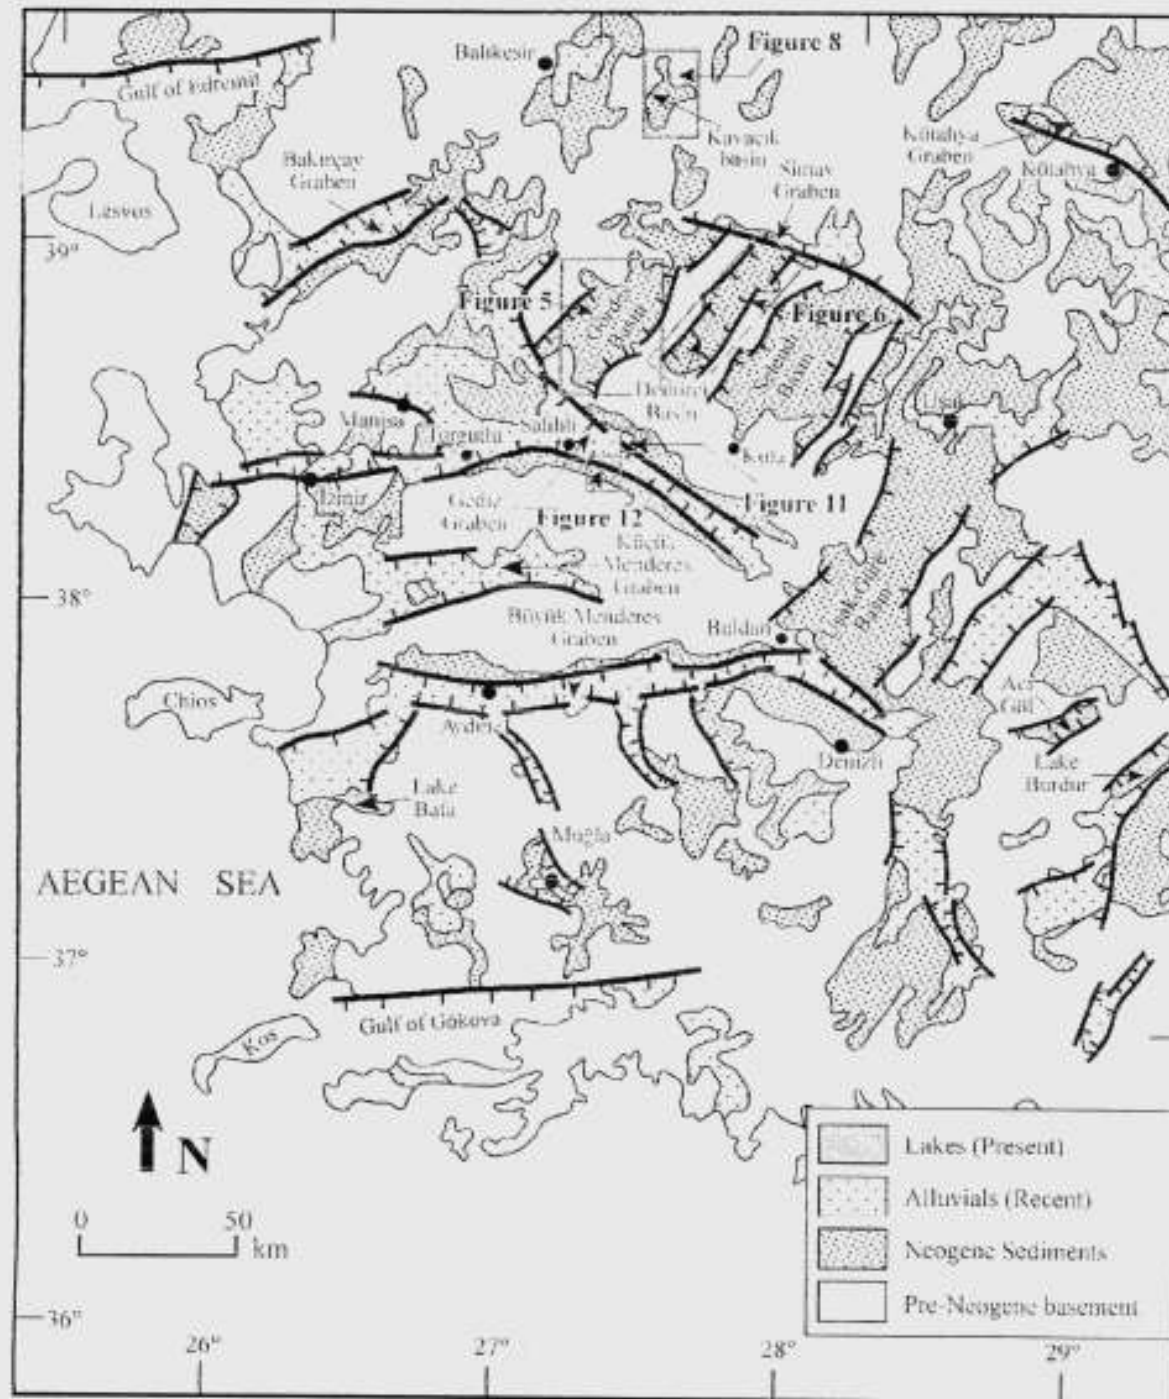 Balıkesir
Figure 8
Gulf of Edremit
Kavacık
basin
Kütahya
Graben
Kütahya
Bakırçay
Graben
Simav
Graben
Lesvos
39°
Figure 5
Gördes
Basin
Figure 6
Selendi
Basin
Demirci
Basin
Uşak
Manisa
Turgutlu
Salihli
Kula
İzmir
Gediz
Graben
Figure 11
Figure 12
Küçük
Menderes
Graben
38°
Büyük Menderes
Graben
Buldan
Uşak-Güre
Basin
Chios
Acı
Göl
Aydın
Denizli
Lake
Burdur
Lake
Bafa
Muğla
AEGEAN SEA
37°
Gulf of Gökova
Kos
N
0 50
km
Lakes (Present)
Alluvials (Recent)
Neogene Sediments
Pre-Neogene basement
36°
26° 27° 28° 29°